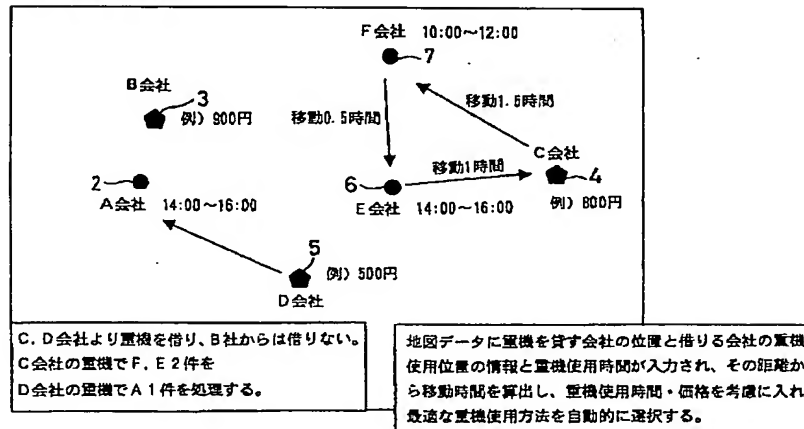 F会社 10:00〜12:00
7
B会社
3
例) 900円
移動0.5時間
移動1.5時間
C会社
2
6
移動1時間
4
A会社 14:00〜16:00
E会社 14:00〜16:00
例) 800円
5
例) 500円
D会社
C. D会社より重機を借り、B社からは借りない。
C会社の重機でF. E 2件を
D会社の重機でA 1件を処理する。
地図データに重機を貸す会社の位置と借りる会社の重機
使用位置の情報と重機使用時間が入力され、その距離か
ら移動時間を算出し、重機使用時間・価格を考慮に入れ
最適な重機使用方法を自動的に選択する。